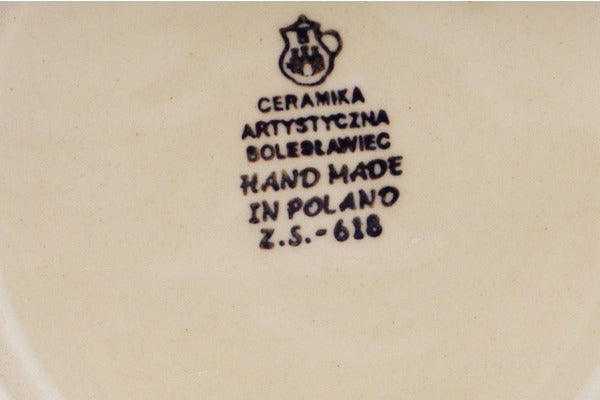 CERAMIKA
ARTYSTYCZNA
BOLESŁAWIEC
HAND MADE
IN POLAND
Z.S.-618